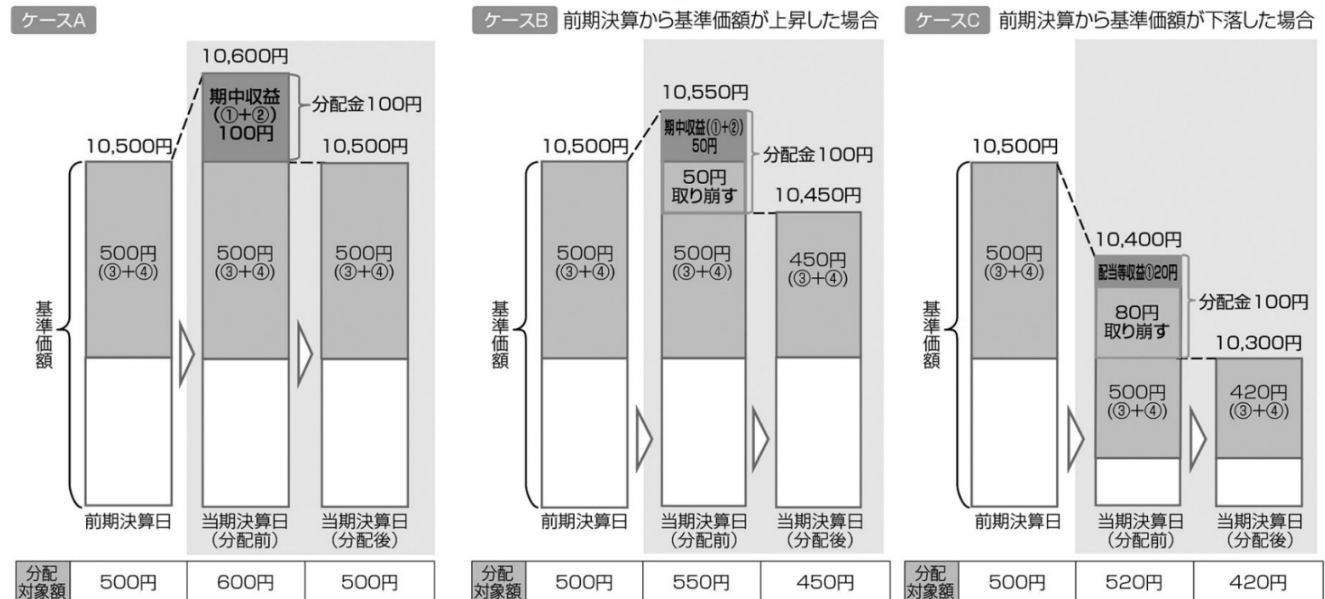 ケースA
10,600円
期中収益
(①+②)
100円
分配金100円
10,500円
10,500円
500円
(③+④)
500円
(③+④)
500円
(③+④)
基準価額
前期決算日
当期決算日
(分配前)
当期決算日
(分配後)
分配
対象額
500円
600円
500円
ケースB 前期決算から基準価額が上昇した場合
10,550円
期中収益(①+②)
50円
分配金100円
10,500円
50円
取り崩す
10,450円
500円
(③+④)
500円
(③+④)
450円
(③+④)
基準価額
前期決算日
当期決算日
(分配前)
当期決算日
(分配後)
分配
対象額
500円
550円
450円
ケースC 前期決算から基準価額が下落した場合
10,500円
10,400円
配当等収益①20円
分配金100円
80円
取り崩す
10,300円
500円
(③+④)
500円
(③+④)
420円
(③+④)
基準価額
前期決算日
当期決算日
(分配前)
当期決算日
(分配後)
分配
対象額
500円
520円
420円